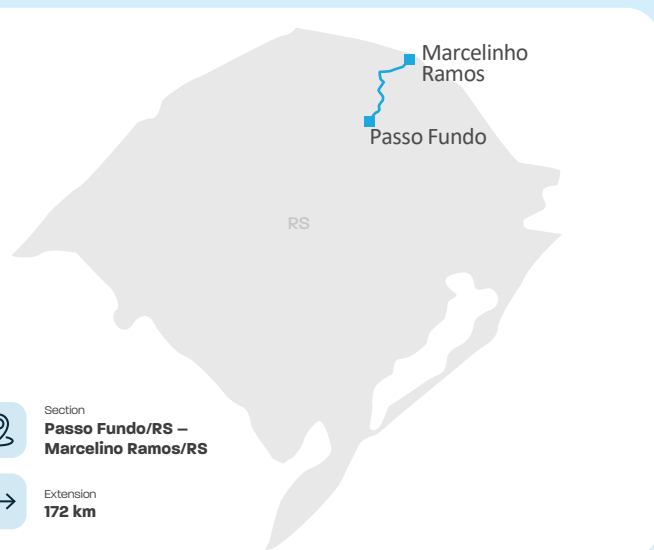 Marcelinho
Ramos
Passo Fundo
RS
Section
Passo Fundo/RS –
Marcelino Ramos/RS
Extension
172 km